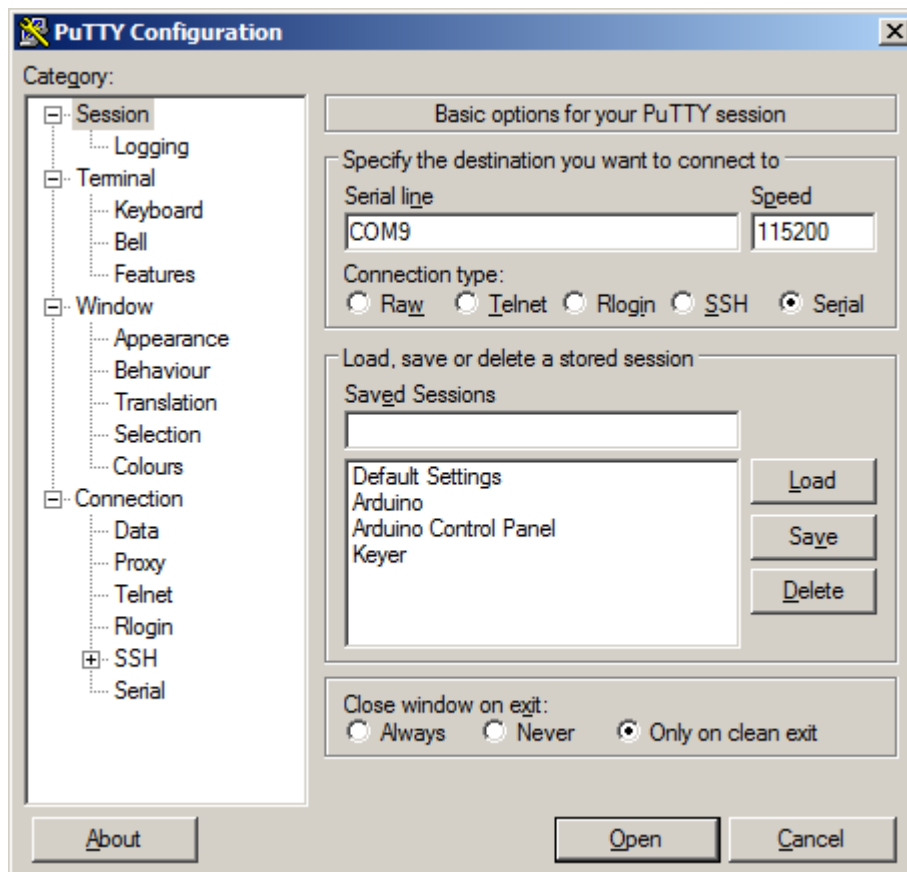 PuTTY Configuration
Category:
Session
Logging
Terminal
Keyboard
Bell
Features
Window
Appearance
Behaviour
Translation
Selection
Colours
Connection
Data
Proxy
Telnet
Rlogin
SSH
Serial
Basic options for your PuTTY session
Specify the destination you want to connect to
Serial line Speed
COM9 115200
Connection type:
Raw Telnet Rlogin SSH Serial
Load, save or delete a stored session
Saved Sessions
Default Settings
Arduino
Arduino Control Panel
Keyer
Load
Save
Delete
Close window on exit:
Always Never Only on clean exit
About Open Cancel